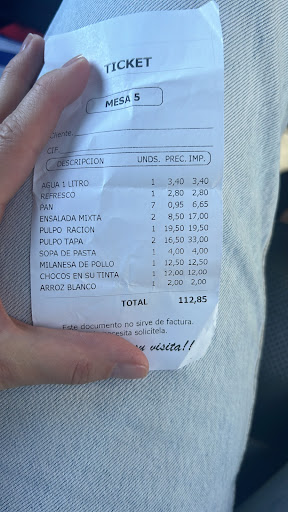 TICKET
MESA 5
Cliente
CIF
DESCRIPCION UNDS. PREC. IMP.
AGUA 1 LITRO 1 3,40 3,40
REFRESCO 1 2,80 2,80
PAN 7 0,95 6,65
ENSALADA MIXTA 2 8,50 17,00
PULPO RACION 1 19,50 19,50
PULPO TAPA 2 16,50 33,00
SOPA DE PASTA 1 4,00 4,00
MILANESA DE POLLO 1 12,50 12,50
CHOCOS EN SU TINTA 1 12,00 12,00
ARROZ BLANCO 1 2,00 2,00
TOTAL 112,85
Este documento no sirve de factura.
necesita solicítela.
su visita!!